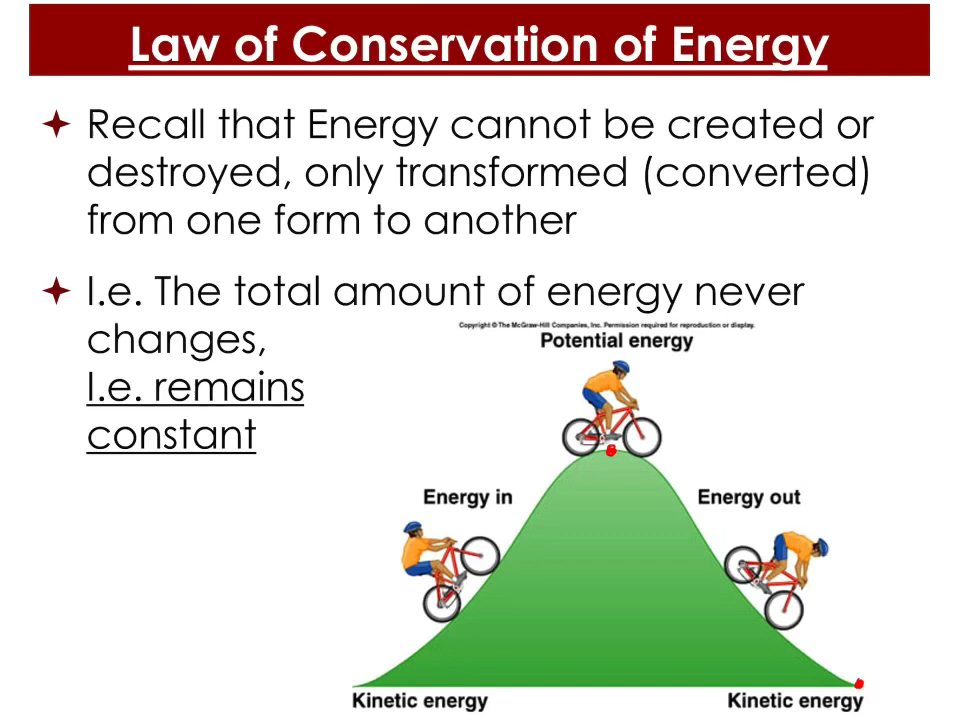 Law of Conservation of Energy
Recall that Energy cannot be created or
destroyed, only transformed (converted)
from one form to another
I.e. The total amount of energy never
changes,
I.e. remains
constant
Copyright © The McGraw-Hill Companies, Inc. Permission required for reproduction or display.
Potential energy
Energy in
Energy out
Kinetic energy
Kinetic energy